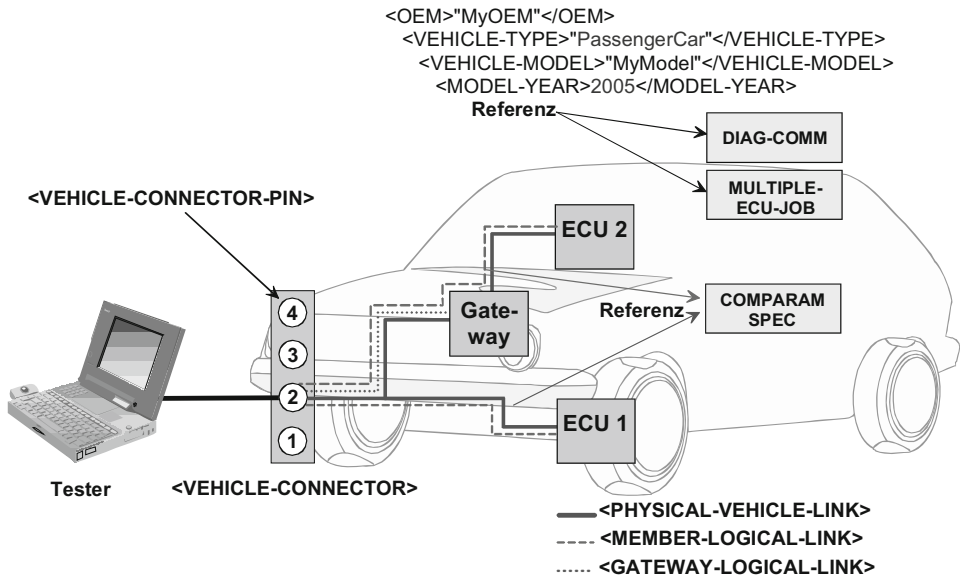 <OEM>"MyOEM"</OEM>
<VEHICLE-TYPE>"PassengerCar"</VEHICLE-TYPE>
<VEHICLE-MODEL>"MyModel"</VEHICLE-MODEL>
<MODEL-YEAR>2005</MODEL-YEAR>
Referenz
DIAG-COMM
MULTIPLE-
ECU-JOB
<VEHICLE-CONNECTOR-PIN>
ECU 2
4
Gate-
way
Referenz
COMPARAM
SPEC
3
2
1
ECU 1
Tester
<VEHICLE-CONNECTOR>
<PHYSICAL-VEHICLE-LINK>
<MEMBER-LOGICAL-LINK>
<GATEWAY-LOGICAL-LINK>